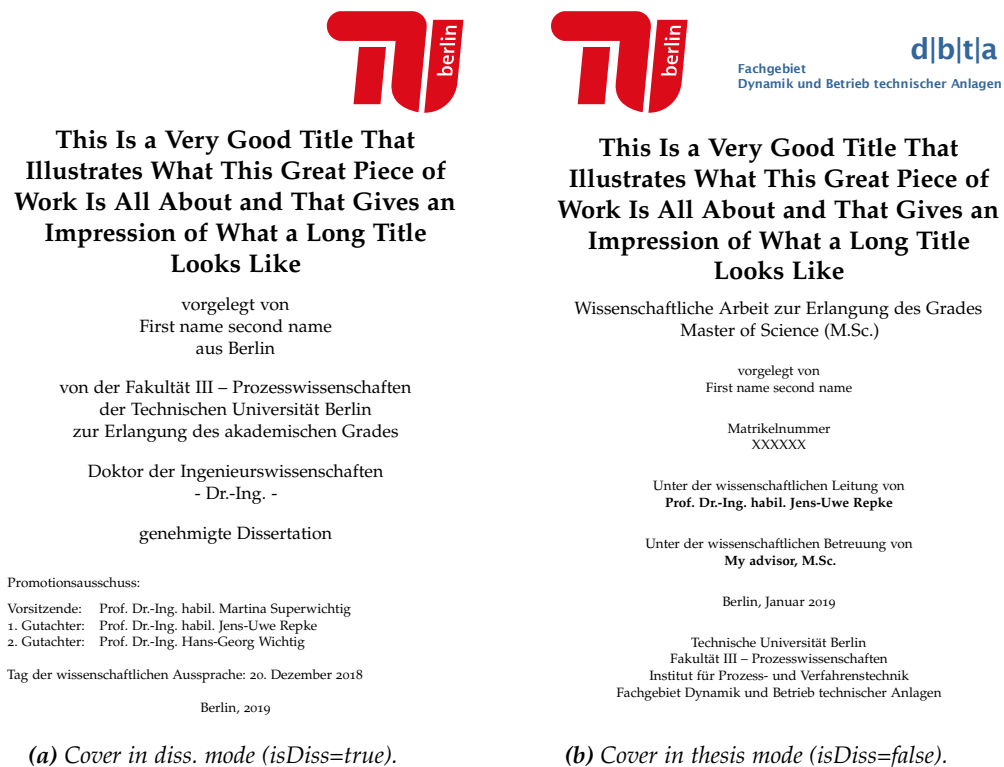 berlin
This Is a Very Good Title That
Illustrates What This Great Piece of
Work Is All About and That Gives an
Impression of What a Long Title
Looks Like
vorgelegt von
First name second name
aus Berlin
von der Fakultät III – Prozesswissenschaften
der Technischen Universität Berlin
zur Erlangung des akademischen Grades
Doktor der Ingenieurswissenschaften
- Dr.-Ing. -
genehmigte Dissertation
Promotionsausschuss:
Vorsitzende: Prof. Dr.-Ing. habil. Martina Superwichtig
1. Gutachter: Prof. Dr.-Ing. habil. Jens-Uwe Repke
2. Gutachter: Prof. Dr.-Ing. Hans-Georg Wichtig
Tag der wissenschaftlichen Aussprache: 20. Dezember 2018
Berlin, 2019
(a) Cover in diss. mode (isDiss=true).
berlin
d|b|t|a
Fachgebiet
Dynamik und Betrieb technischer Anlagen
This Is a Very Good Title That
Illustrates What This Great Piece of
Work Is All About and That Gives an
Impression of What a Long Title
Looks Like
Wissenschaftliche Arbeit zur Erlangung des Grades
Master of Science (M.Sc.)
vorgelegt von
First name second name
Matrikelnummer
XXXXXX
Unter der wissenschaftlichen Leitung von
Prof. Dr.-Ing. habil. Jens-Uwe Repke
Unter der wissenschaftlichen Betreuung von
My advisor, M.Sc.
Berlin, Januar 2019
Technische Universität Berlin
Fakultät III – Prozesswissenschaften
Institut für Prozess- und Verfahrenstechnik
Fachgebiet Dynamik und Betrieb technischer Anlagen
(b) Cover in thesis mode (isDiss=false).